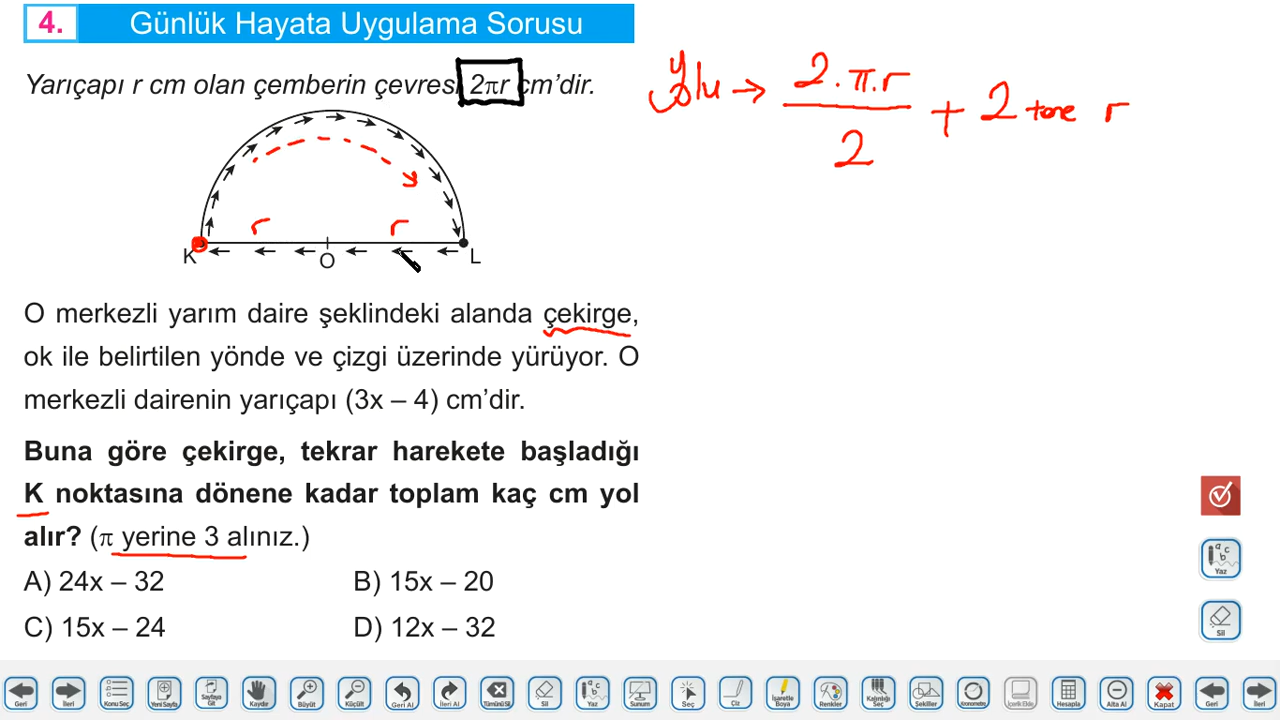 4. Günlük Hayata Uygulama Sorusu
Yarıçapı r cm olan çemberin çevresi 2πr cm'dir.
Yolu → 2.π.r / 2 + 2 tane r
r r
K O L
O merkezli yarım daire şeklindeki alanda çekirge,
ok ile belirtilen yönde ve çizgi üzerinde yürüyor. O
merkezli dairenin yarıçapı (3x – 4) cm'dir.
Buna göre çekirge, tekrar harekete başladığı
K noktasına dönene kadar toplam kaç cm yol
alır? (π yerine 3 alınız.)
A) 24x – 32 B) 15x – 20
C) 15x – 24 D) 12x – 32
a b c
Yaz
Sil
Geri İleri Konu Seç Yeni Sayfa Sayfaya Git Kaydır Büyült Küçült Geri Al İleri Al Tümünü Sil Sil Yaz Sunum Seç Çiz İşaretle Boya Renkler Kalınlığı Seç Şekiller Kronometre İçerik Ekle Hesapla Alta Al Kapat Geri İleri